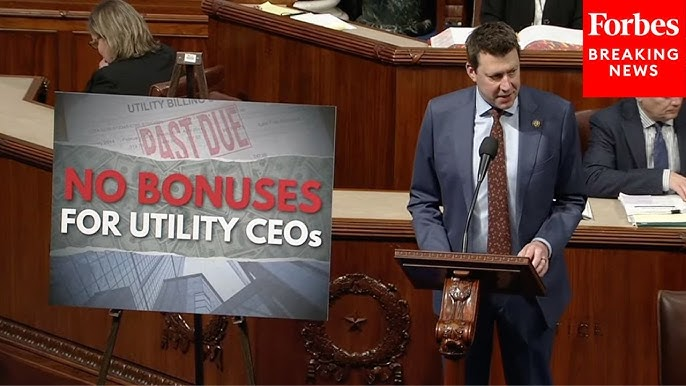 Forbes
BREAKING
NEWS
UTILITY BILLING
PAST DUE
NO BONUSES
FOR UTILITY CEOs